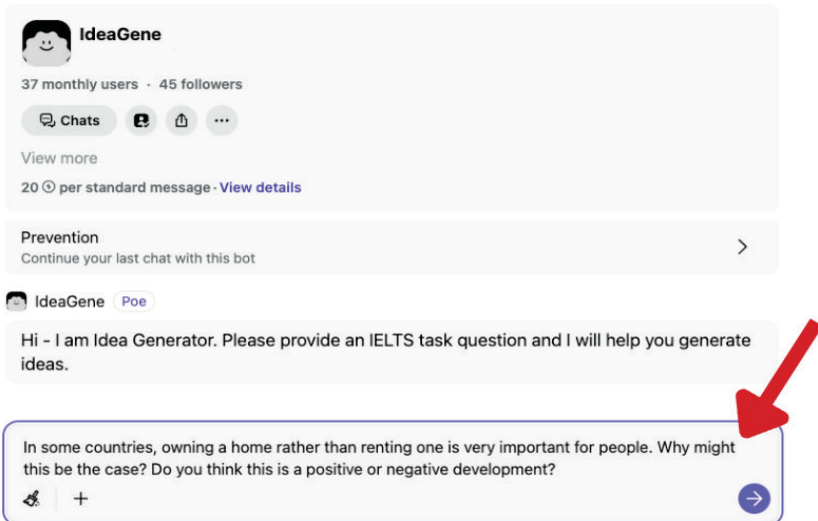 IdeaGene
37 monthly users · 45 followers
Chats
View more
20 per standard message · View details
Prevention
Continue your last chat with this bot
IdeaGene Poe
Hi - I am Idea Generator. Please provide an IELTS task question and I will help you generate
ideas.
In some countries, owning a home rather than renting one is very important for people. Why might
this be the case? Do you think this is a positive or negative development?